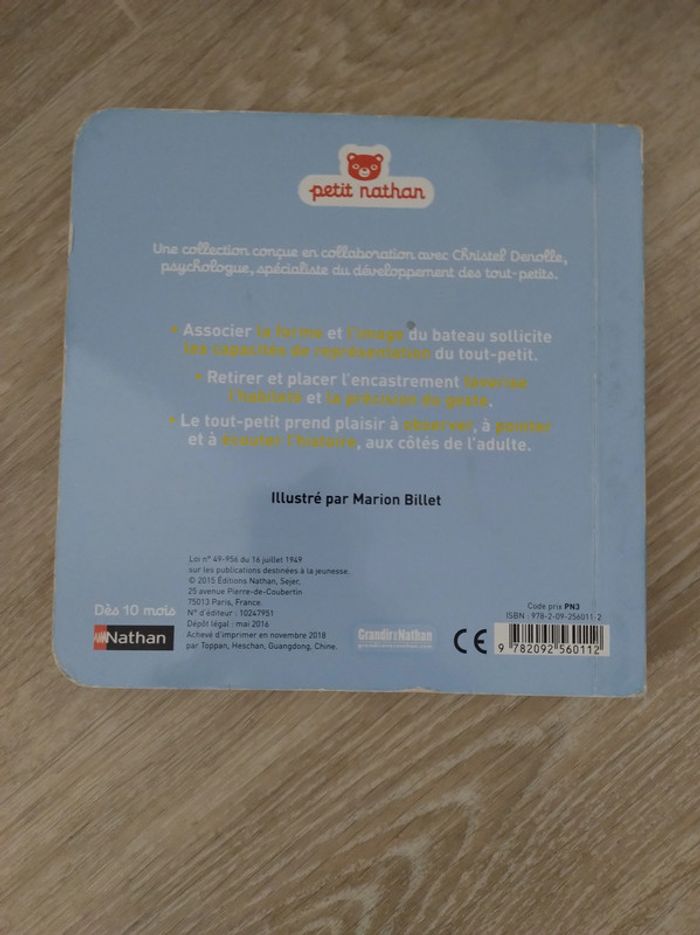 petit nathan
Une collection conçue en collaboration avec Christel Denolle,
psychologue, spécialiste du développement des tout-petits.
• Associer la forme et l'image du bateau sollicite
les capacités de représentation du tout-petit.
• Retirer et placer l'encastrement favorise
l'habileté et la précision du geste.
• Le tout-petit prend plaisir à observer, à pointer
et à écouter l'histoire, aux côtés de l'adulte.
Illustré par Marion Billet
Loi n° 49-956 du 16 juillet 1949
sur les publications destinées à la jeunesse.
© 2015 Éditions Nathan, Sejer,
25 avenue Pierre-de-Coubertin
75013 Paris, France.
N° d'éditeur : 10247951
Dépôt légal : mai 2016
Achevé d'imprimer en novembre 2018
par Toppan, Heschan, Guangdong, Chine.
Dès 10 mois
Nathan
Grandir avec Nathan
grandiravecnathan.com
CE
Code prix PN3
ISBN : 978-2-09-256011-2
9 782092 560112